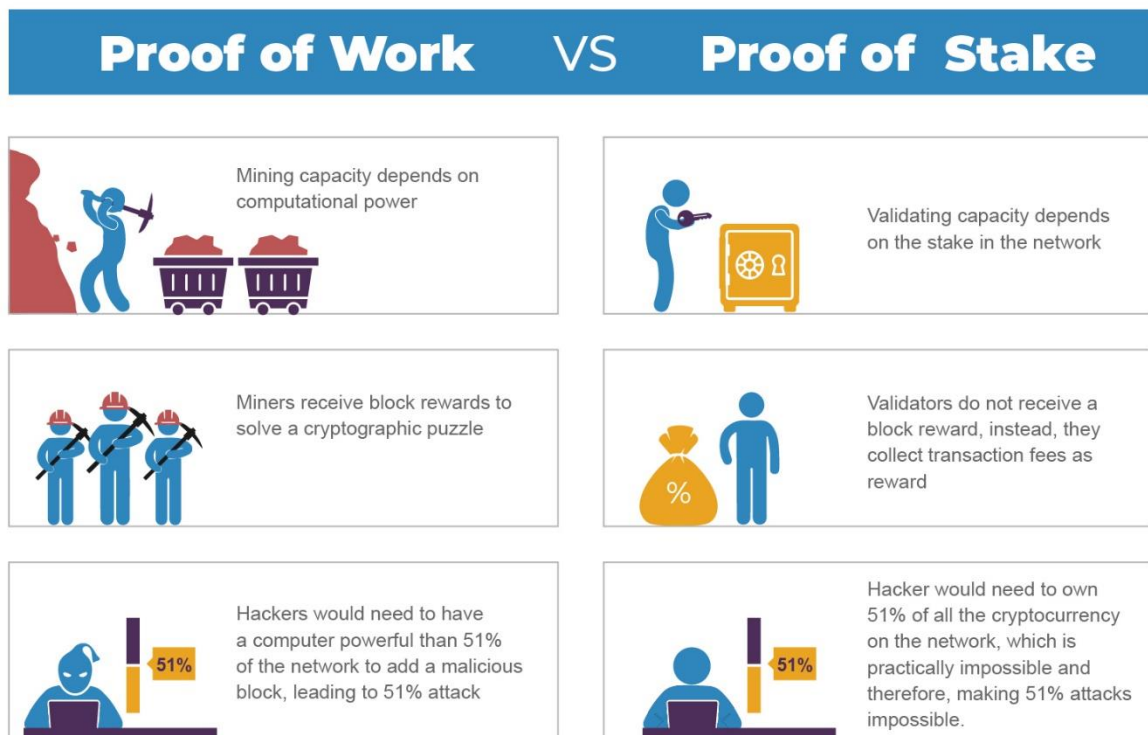 Proof of Work VS Proof of Stake
Mining capacity depends on
computational power
Validating capacity depends
on the stake in the network
Miners receive block rewards to
solve a cryptographic puzzle
Validators do not receive a
block reward, instead, they
collect transaction fees as
reward
%
Hackers would need to have
a computer powerful than 51%
of the network to add a malicious
block, leading to 51% attack
51%
Hacker would need to own
51% of all the cryptocurrency
on the network, which is
practically impossible and
therefore, making 51% attacks
impossible.
51%